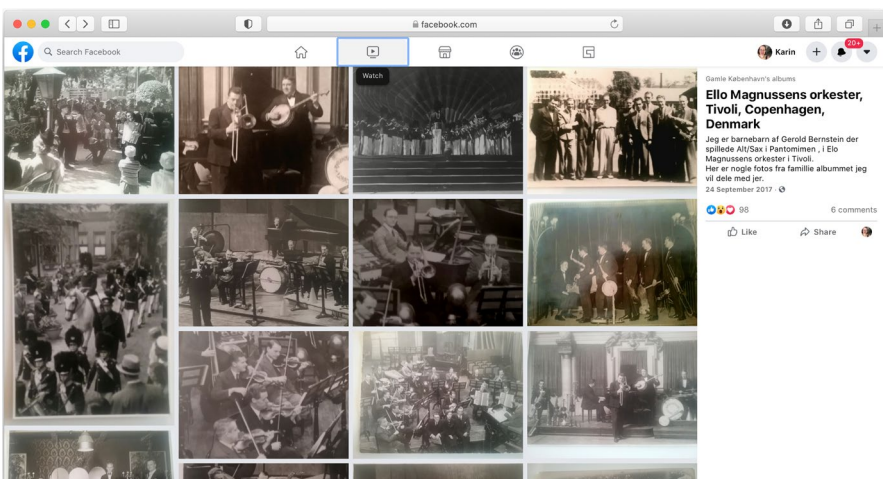 facebook.com
Search Facebook
Karin
20+
Watch
Gamle København's albums
Ello Magnussens orkester,
Tivoli, Copenhagen,
Denmark
Jeg er barnebarn af Gerold Bernstein der
spillede Alt/Sax i Pantomimen , i Elo
Magnussens orkester i Tivoli.
Her er nogle fotos fra famillie albummet jeg
vil dele med jer.
24 September 2017 ·
98
6 comments
Like
Share